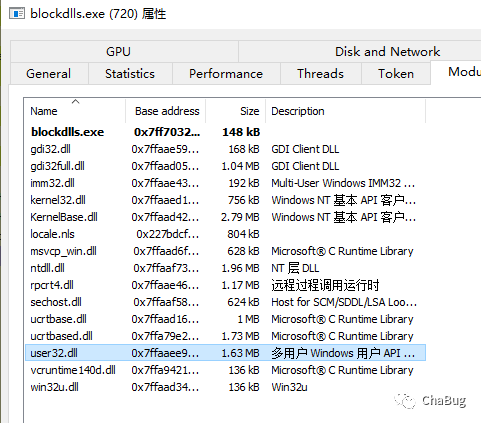 blockdlls.exe (720) 属性
GPU Disk and Network
General Statistics Performance Threads Token Modu
Name Base address Size Description
blockdlls.exe 0x7ff7032... 148 kB
gdi32.dll 0x7ffaae59... 168 kB GDI Client DLL
gdi32full.dll 0x7ffaad05... 1.04 MB GDI Client DLL
imm32.dll 0x7ffaae43... 192 kB Multi-User Windows IMM32 ...
kernel32.dll 0x7ffaaed1... 756 kB Windows NT 基本 API 客户...
KernelBase.dll 0x7ffaad42... 2.79 MB Windows NT 基本 API 客户...
locale.nls 0x227bdcf... 804 kB
msvcp_win.dll 0x7ffaad6f... 628 kB Microsoft® C Runtime Library
ntdll.dll 0x7ffaaf73... 1.96 MB NT 层 DLL
rpcrt4.dll 0x7ffaae46... 1.17 MB 远程过程调用运行时
sechost.dll 0x7ffaaf58... 624 kB Host for SCM/SDDL/LSA Loo...
ucrtbase.dll 0x7ffaad16... 1 MB Microsoft® C Runtime Library
ucrtbased.dll 0x7ffa79e2... 1.73 MB Microsoft® C Runtime Library
user32.dll 0x7ffaaee9... 1.63 MB 多用户 Windows 用户 API ...
vcruntime140d.dll 0x7ffa9421... 136 kB Microsoft® C Runtime Library
win32u.dll 0x7ffaad34... 136 kB Win32u
ChaBug